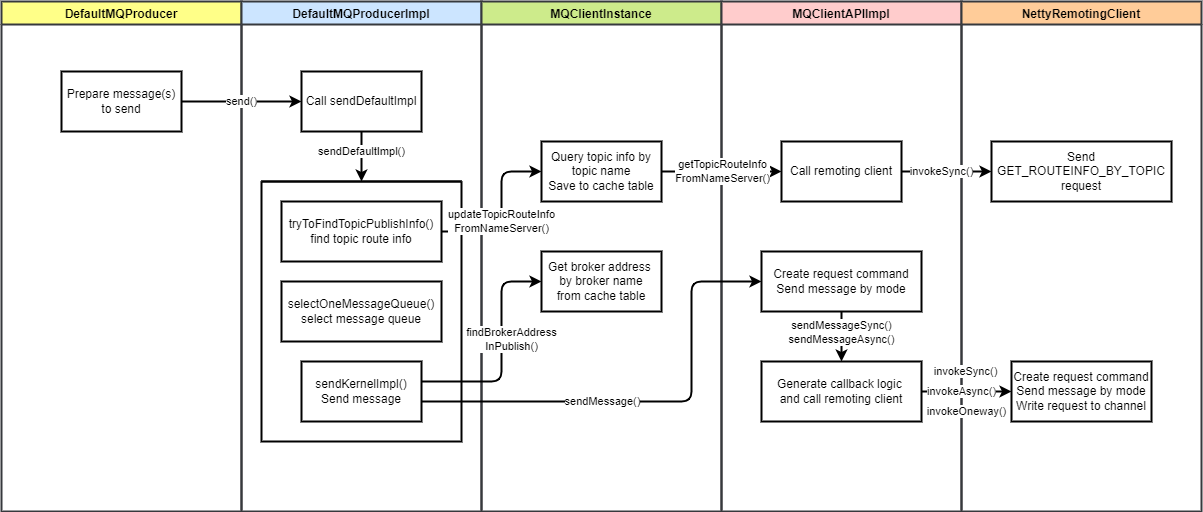 DefaultMQProducer
DefaultMQProducerImpl
MQClientInstance
MQClientAPIImpl
NettyRemotingClient
Prepare message(s)
to send
send()
Call sendDefaultImpl
sendDefaultImpl()
tryToFindTopicPublishInfo()
find topic route info
updateTopicRouteInfo
FromNameServer()
Query topic info by
topic name
Save to cache table
getTopicRouteInfo
FromNameServer()
Call remoting client
invokeSync()
Send
GET_ROUTEINFO_BY_TOPIC
request
selectOneMessageQueue()
select message queue
Get broker address
by broker name
from cache table
findBrokerAddress
InPublish()
sendKernelImpl()
Send message
sendMessage()
Create request command
Send message by mode
sendMessageSync()
sendMessageAsync()
Generate callback logic
and call remoting client
invokeSync()
invokeAsync()
invokeOneway()
Create request command
Send message by mode
Write request to channel